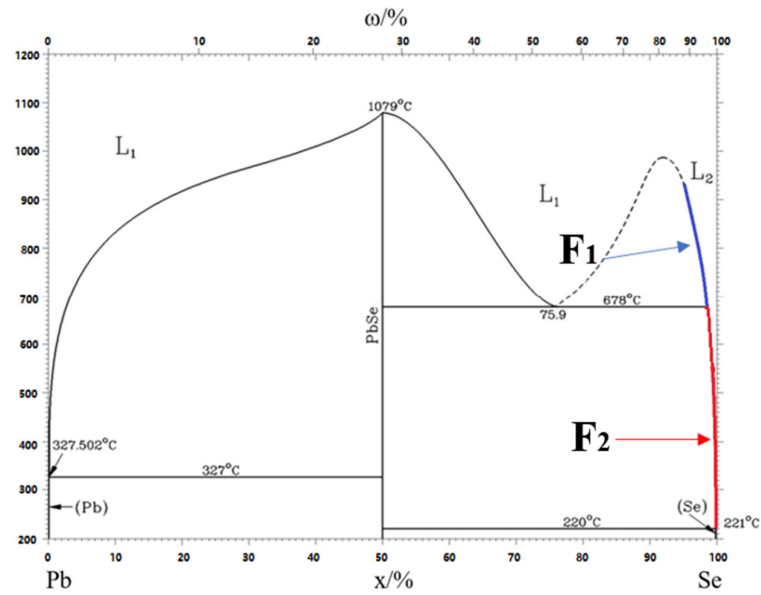 ω/%
0 10 20 30 40 50 60 70 80 90 100
1200
1100
1000
900
800
700
600
500
400
300
200
1079°C
L1
L1
L2
F1
678°C
75.9
PbSe
F2
327.502°C
327°C
(Pb)
(Se)
220°C
221°C
0 10 20 30 40 50 60 70 80 90 100
Pb x/% Se